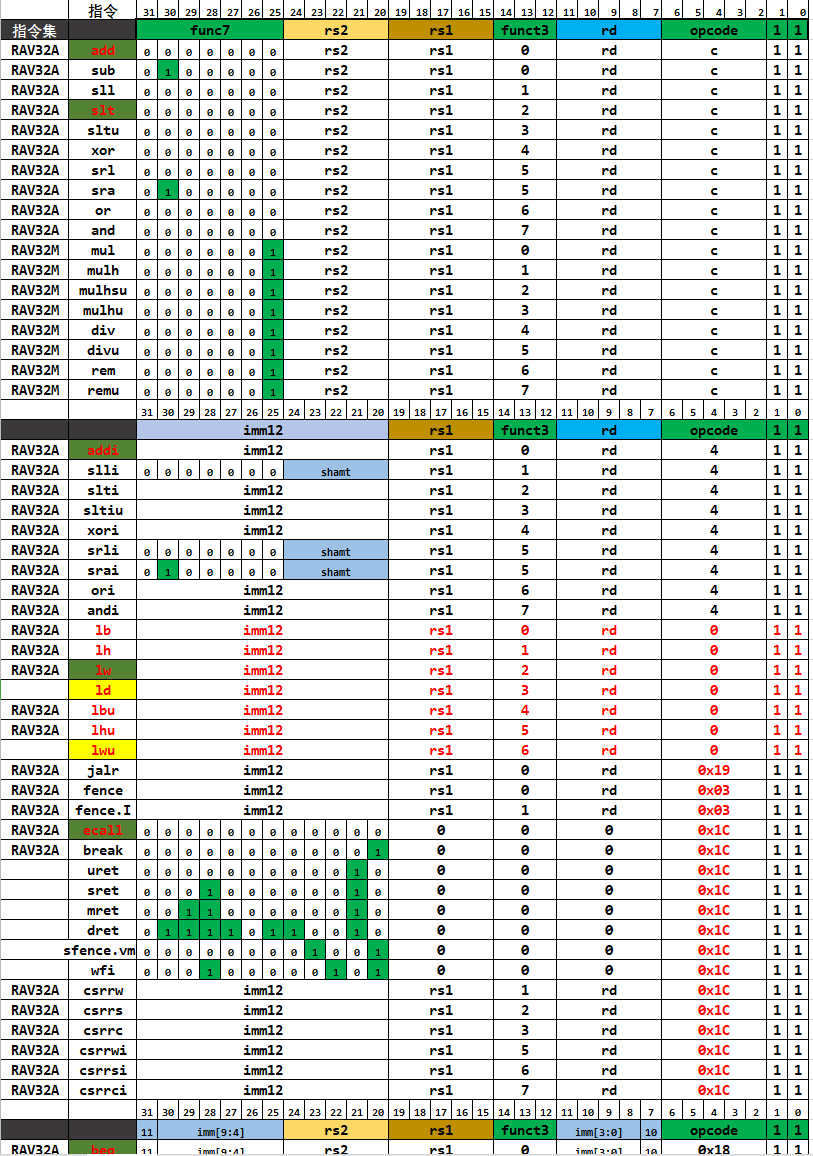 指令 31 30 29 28 27 26 25 24 23 22 21 20 19 18 17 16 15 14 13 12 11 10 9 8 7 6 5 4 3 2 1 0
指令集 func7 rs2 rs1 funct3 rd opcode 1 1
RAV32A add 0 0 0 0 0 0 0 rs2 rs1 0 rd c 1 1
RAV32A sub 0 1 0 0 0 0 0 rs2 rs1 0 rd c 1 1
RAV32A sll 0 0 0 0 0 0 0 rs2 rs1 1 rd c 1 1
RAV32A slt 0 0 0 0 0 0 0 rs2 rs1 2 rd c 1 1
RAV32A sltu 0 0 0 0 0 0 0 rs2 rs1 3 rd c 1 1
RAV32A xor 0 0 0 0 0 0 0 rs2 rs1 4 rd c 1 1
RAV32A srl 0 0 0 0 0 0 0 rs2 rs1 5 rd c 1 1
RAV32A sra 0 1 0 0 0 0 0 rs2 rs1 5 rd c 1 1
RAV32A or 0 0 0 0 0 0 0 rs2 rs1 6 rd c 1 1
RAV32A and 0 0 0 0 0 0 0 rs2 rs1 7 rd c 1 1
RAV32M mul 0 0 0 0 0 0 1 rs2 rs1 0 rd c 1 1
RAV32M mulh 0 0 0 0 0 0 1 rs2 rs1 1 rd c 1 1
RAV32M mulhsu 0 0 0 0 0 0 1 rs2 rs1 2 rd c 1 1
RAV32M mulhu 0 0 0 0 0 0 1 rs2 rs1 3 rd c 1 1
RAV32M div 0 0 0 0 0 0 1 rs2 rs1 4 rd c 1 1
RAV32M divu 0 0 0 0 0 0 1 rs2 rs1 5 rd c 1 1
RAV32M rem 0 0 0 0 0 0 1 rs2 rs1 6 rd c 1 1
RAV32M remu 0 0 0 0 0 0 1 rs2 rs1 7 rd c 1 1
31 30 29 28 27 26 25 24 23 22 21 20 19 18 17 16 15 14 13 12 11 10 9 8 7 6 5 4 3 2 1 0
imm12 rs1 funct3 rd opcode 1 1
RAV32A addi imm12 rs1 0 rd 4 1 1
RAV32A slli 0 0 0 0 0 0 0 shamt rs1 1 rd 4 1 1
RAV32A slti imm12 rs1 2 rd 4 1 1
RAV32A sltiu imm12 rs1 3 rd 4 1 1
RAV32A xori imm12 rs1 4 rd 4 1 1
RAV32A srli 0 0 0 0 0 0 0 shamt rs1 5 rd 4 1 1
RAV32A srai 0 1 0 0 0 0 0 shamt rs1 5 rd 4 1 1
RAV32A ori imm12 rs1 6 rd 4 1 1
RAV32A andi imm12 rs1 7 rd 4 1 1
RAV32A lb imm12 rs1 0 rd 0 1 1
RAV32A lh imm12 rs1 1 rd 0 1 1
RAV32A lw imm12 rs1 2 rd 0 1 1
ld imm12 rs1 3 rd 0 1 1
RAV32A lbu imm12 rs1 4 rd 0 1 1
RAV32A lhu imm12 rs1 5 rd 0 1 1
lwu imm12 rs1 6 rd 0 1 1
RAV32A jalr imm12 rs1 0 rd 0x19 1 1
RAV32A fence imm12 rs1 0 rd 0x03 1 1
RAV32A fence.I imm12 rs1 1 rd 0x03 1 1
RAV32A ecall 0 0 0 0 0 0 0 0 0 0 0 0 0 0 0 0x1C 1 1
RAV32A break 0 0 0 0 0 0 0 0 0 0 0 1 0 0 0 0x1C 1 1
uret 0 0 0 0 0 0 0 0 0 0 1 0 0 0 0 0x1C 1 1
sret 0 0 0 1 0 0 0 0 0 0 1 0 0 0 0 0x1C 1 1
mret 0 0 1 1 0 0 0 0 0 0 1 0 0 0 0 0x1C 1 1
dret 0 1 1 1 1 0 1 1 0 0 1 0 0 0 0 0x1C 1 1
sfence.vm 0 0 0 0 0 0 0 0 1 0 0 1 0 0 0 0x1C 1 1
wfi 0 0 0 1 0 0 0 0 0 1 0 1 0 0 0 0x1C 1 1
RAV32A csrrw imm12 rs1 1 rd 0x1C 1 1
RAV32A csrrs imm12 rs1 2 rd 0x1C 1 1
RAV32A csrrc imm12 rs1 3 rd 0x1C 1 1
RAV32A csrrwi imm12 rs1 5 rd 0x1C 1 1
RAV32A csrrsi imm12 rs1 6 rd 0x1C 1 1
RAV32A csrrci imm12 rs1 7 rd 0x1C 1 1
31 30 29 28 27 26 25 24 23 22 21 20 19 18 17 16 15 14 13 12 11 10 9 8 7 6 5 4 3 2 1 0
11 imm[9:4] rs2 rs1 funct3 imm[3:0] 10 opcode 1 1
RAV32A beq 11 imm[9:4] rs2 rs1 0 imm[3:0] 10 0x18 1 1